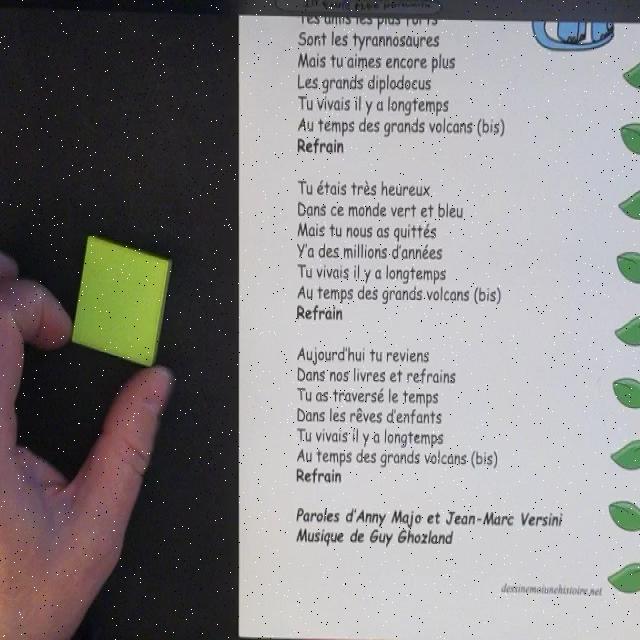 Tes amis les plus forts
Sont les tyrannosaures
Mais tu aimes encore plus
Les grands diplodocus
Tu vivais il y a longtemps
Au temps des grands volcans (bis)
Refrain
Tu étais très heureux
Dans ce monde vert et bleu
Mais tu nous as quittés
Y'a des millions d'années
Tu vivais il y a longtemps
Au temps des grands volcans (bis)
Refrain
Aujourd'hui tu reviens
Dans nos livres et refrains
Tu as traversé le temps
Dans les rêves d'enfants
Tu vivais il y a longtemps
Au temps des grands volcans (bis)
Refrain
Paroles d'Anny Majo et Jean-Marc Versini
Musique de Guy Ghozland
dessinemoiunehistoire.net